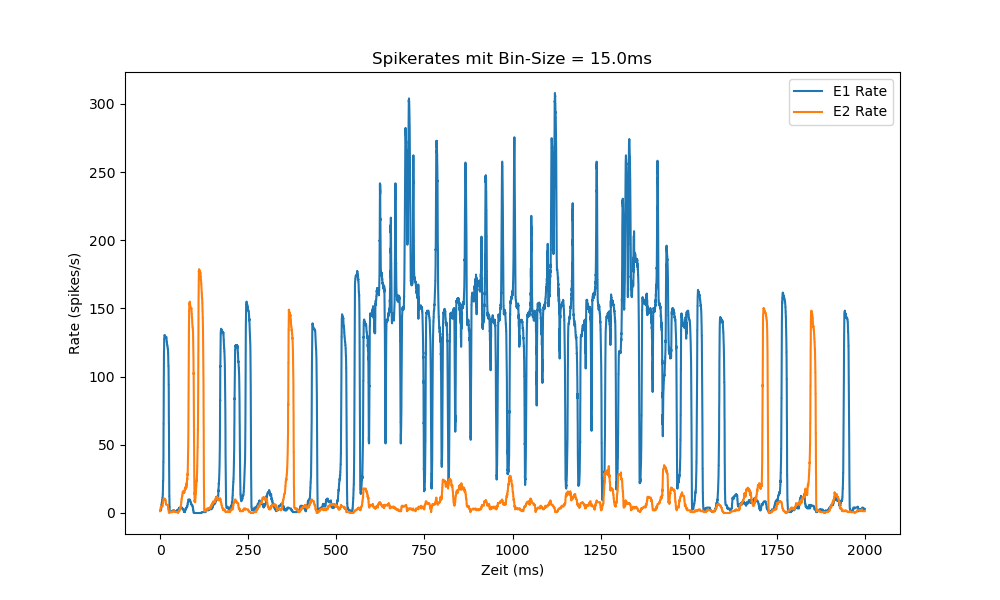 Spikerates mit Bin-Size = 15.0ms
E1 Rate
E2 Rate
300
250
200
150
100
50
0
Rate (spikes/s)
0 250 500 750 1000 1250 1500 1750 2000
Zeit (ms)